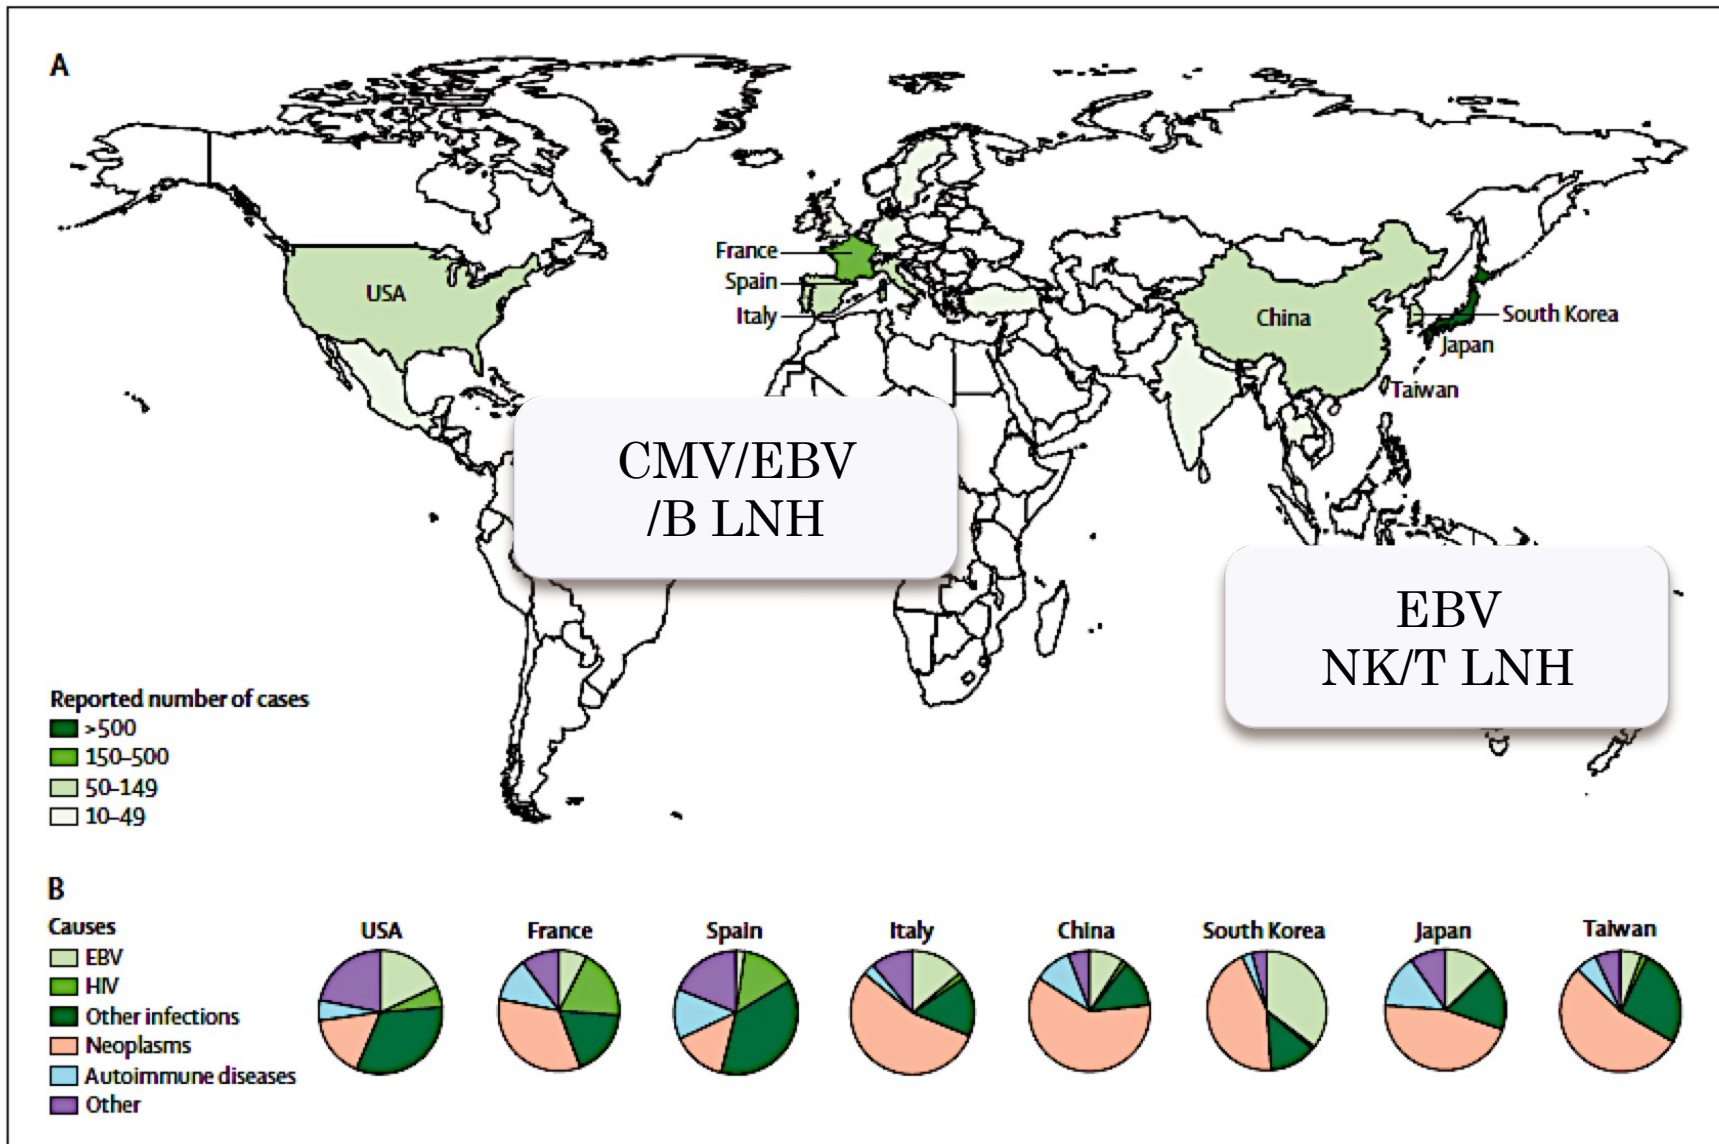 A
France
USA
Spain
Italy
China
South Korea
Japan
Taiwan
CMV/EBV
/B LNH
EBV
NK/T LNH
Reported number of cases
>500
150–500
50–149
10–49
B
Causes
EBV
HIV
Other infections
Neoplasms
Autoimmune diseases
Other
USA
France
Spain
Italy
China
South Korea
Japan
Taiwan